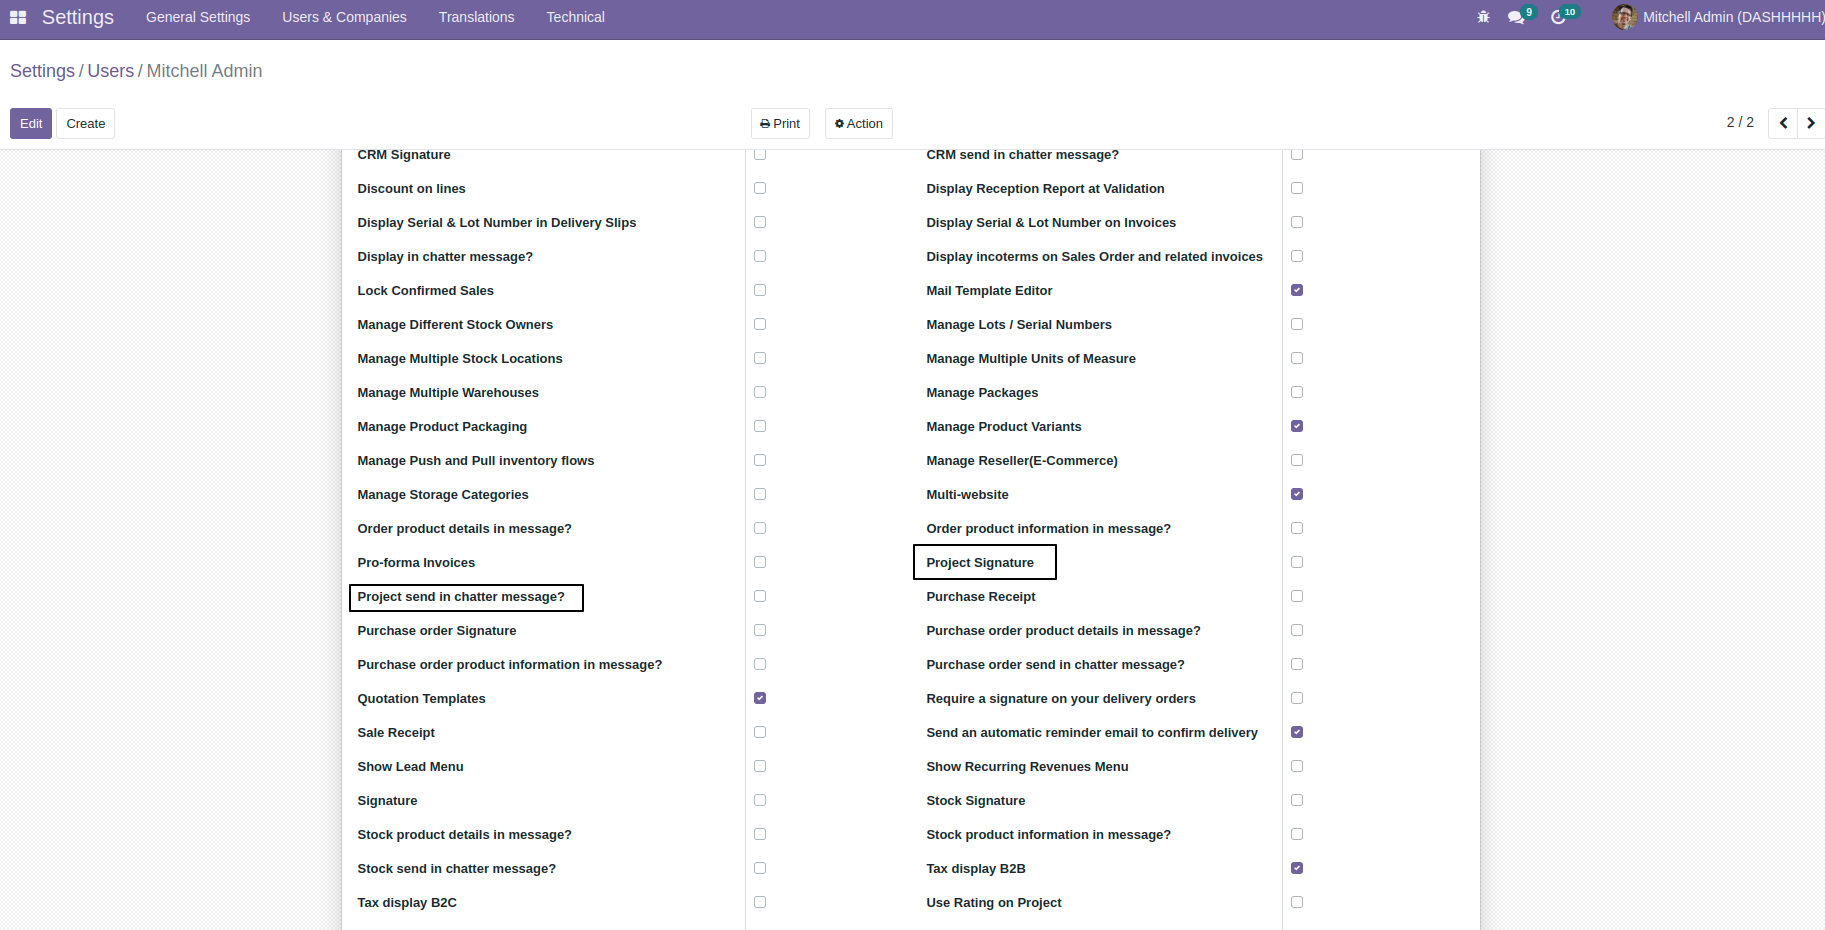 Settings General Settings Users & Companies Translations Technical 9 10 Mitchell Admin (DASHHHHH)
Settings / Users / Mitchell Admin
Edit Create Print Action 2 / 2
CRM Signature CRM send in chatter message?
Discount on lines Display Reception Report at Validation
Display Serial & Lot Number in Delivery Slips Display Serial & Lot Number on Invoices
Display in chatter message? Display incoterms on Sales Order and related invoices
Lock Confirmed Sales Mail Template Editor
Manage Different Stock Owners Manage Lots / Serial Numbers
Manage Multiple Stock Locations Manage Multiple Units of Measure
Manage Multiple Warehouses Manage Packages
Manage Product Packaging Manage Product Variants
Manage Push and Pull inventory flows Manage Reseller(E-Commerce)
Manage Storage Categories Multi-website
Order product details in message? Order product information in message?
Pro-forma Invoices Project Signature
Project send in chatter message? Purchase Receipt
Purchase order Signature Purchase order product details in message?
Purchase order product information in message? Purchase order send in chatter message?
Quotation Templates Require a signature on your delivery orders
Sale Receipt Send an automatic reminder email to confirm delivery
Show Lead Menu Show Recurring Revenues Menu
Signature Stock Signature
Stock product details in message? Stock product information in message?
Stock send in chatter message? Tax display B2B
Tax display B2C Use Rating on Project